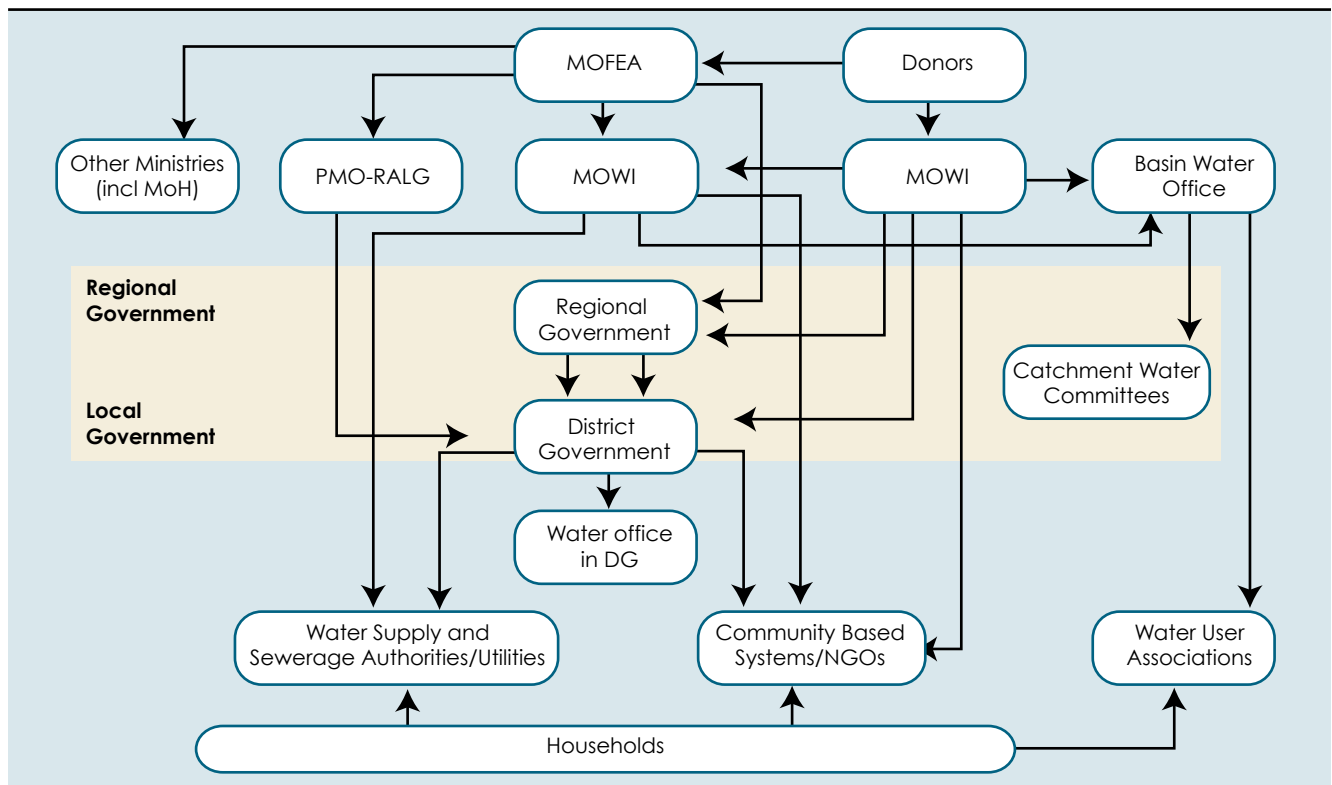 MOFEA
Donors
Other Ministries
(incl MoH)
PMO-RALG
MOWI
MOWI
Basin Water
Office
Regional
Government
Regional
Government
Catchment Water
Committees
Local
Government
District
Government
Water office
in DG
Water Supply and
Sewerage Authorities/Utilities
Community Based
Systems/NGOs
Water User
Associations
Households